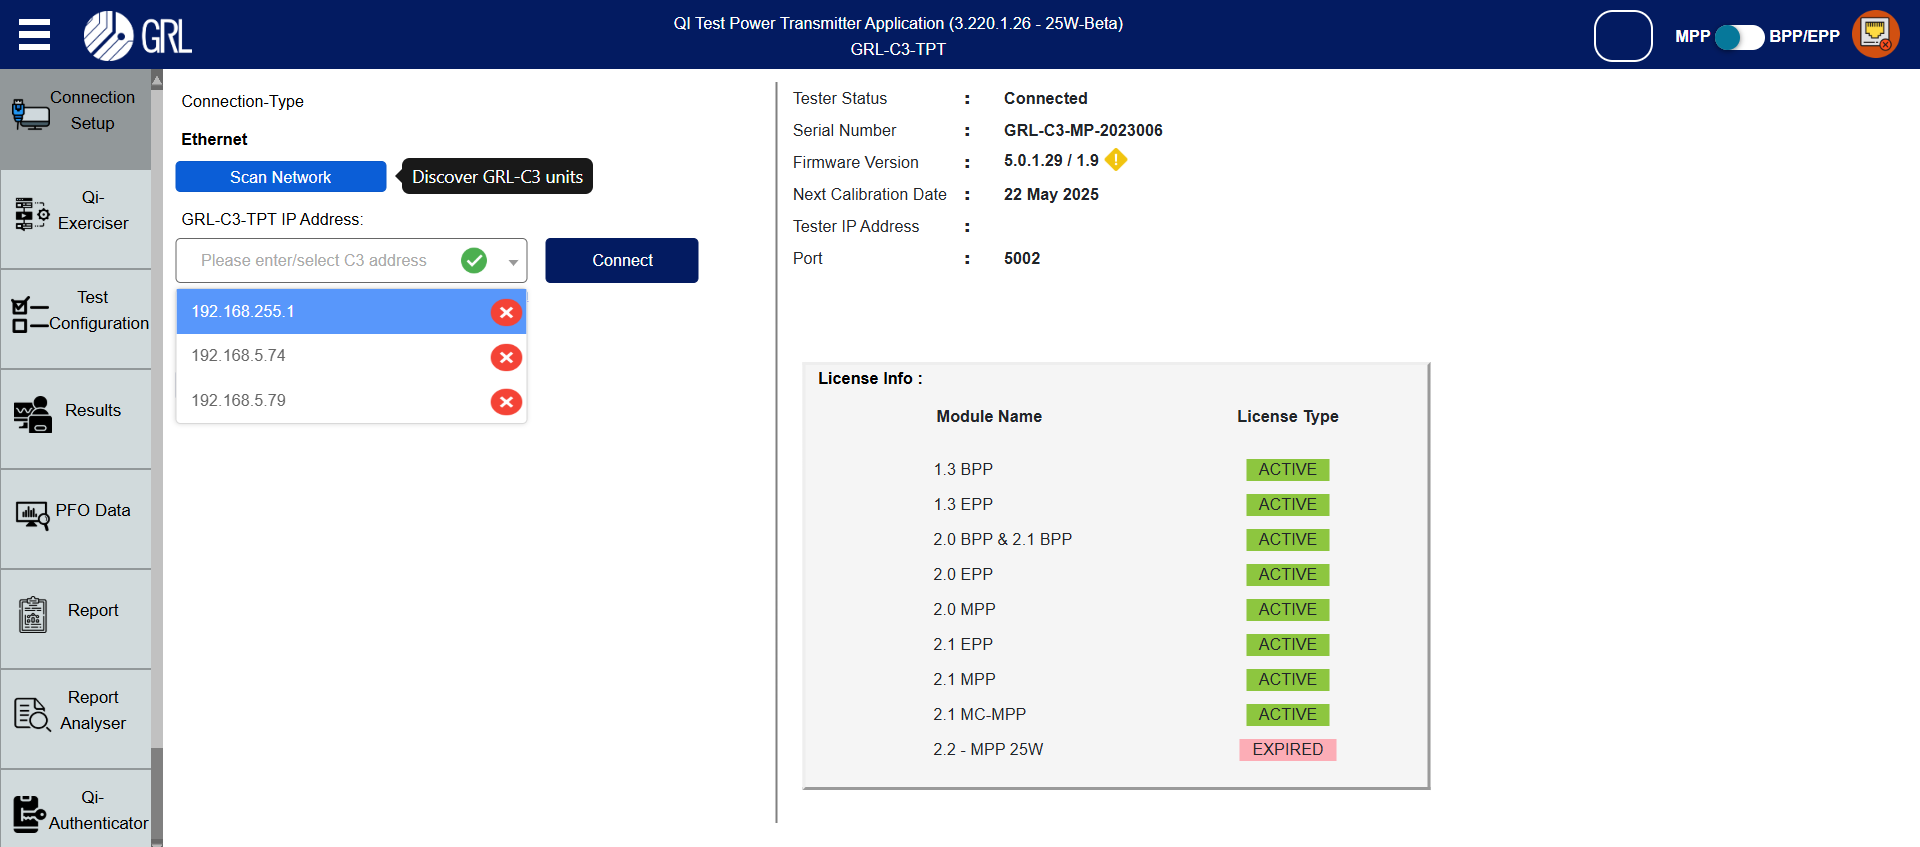 GRL
QI Test Power Transmitter Application (3.220.1.26 - 25W-Beta)
GRL-C3-TPT
MPP
BPP/EPP
Connection
Setup
Qi-
Exerciser
Test
Configuration
Results
PFO Data
Report
Report
Analyser
Qi-
Authenticator
Connection-Type
Ethernet
Scan Network
Discover GRL-C3 units
GRL-C3-TPT IP Address:
Please enter/select C3 address
Connect
192.168.255.1
192.168.5.74
192.168.5.79
Tester Status : Connected
Serial Number : GRL-C3-MP-2023006
Firmware Version : 5.0.1.29 / 1.9
Next Calibration Date : 22 May 2025
Tester IP Address :
Port : 5002
License Info :
Module Name License Type
1.3 BPP ACTIVE
1.3 EPP ACTIVE
2.0 BPP & 2.1 BPP ACTIVE
2.0 EPP ACTIVE
2.0 MPP ACTIVE
2.1 EPP ACTIVE
2.1 MPP ACTIVE
2.1 MC-MPP ACTIVE
2.2 - MPP 25W EXPIRED